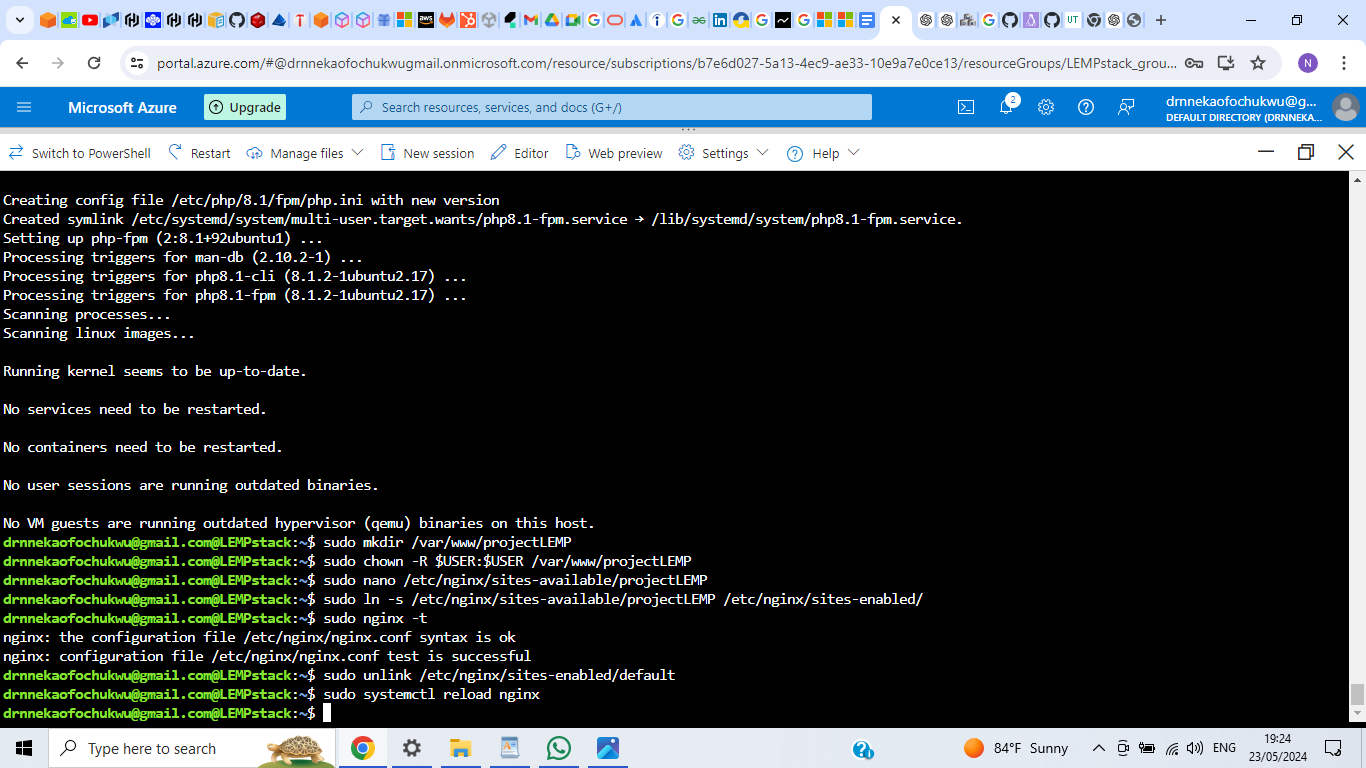 portal.azure.com/#@drnnekaofochukwugmail.onmicrosoft.com/resource/subscriptions/b7e6d027-5a13-4ec9-ae33-10e9a7e0ce13/resourceGroups/LEMPstack_grou...
N
Microsoft Azure
Upgrade
Search resources, services, and docs (G+/)
2
drnnekaofochukwu@g...
DEFAULT DIRECTORY (DRNNEKA...
Switch to PowerShell Restart Manage files New session Editor Web preview Settings Help
Creating config file /etc/php/8.1/fpm/php.ini with new version
Created symlink /etc/systemd/system/multi-user.target.wants/php8.1-fpm.service → /lib/systemd/system/php8.1-fpm.service.
Setting up php-fpm (2:8.1+92ubuntu1) ...
Processing triggers for man-db (2.10.2-1) ...
Processing triggers for php8.1-cli (8.1.2-1ubuntu2.17) ...
Processing triggers for php8.1-fpm (8.1.2-1ubuntu2.17) ...
Scanning processes...
Scanning linux images...
Running kernel seems to be up-to-date.
No services need to be restarted.
No containers need to be restarted.
No user sessions are running outdated binaries.
No VM guests are running outdated hypervisor (qemu) binaries on this host.
drnnekaofochukwu@gmail.com@LEMPstack:~$ sudo mkdir /var/www/projectLEMP
drnnekaofochukwu@gmail.com@LEMPstack:~$ sudo chown -R $USER:$USER /var/www/projectLEMP
drnnekaofochukwu@gmail.com@LEMPstack:~$ sudo nano /etc/nginx/sites-available/projectLEMP
drnnekaofochukwu@gmail.com@LEMPstack:~$ sudo ln -s /etc/nginx/sites-available/projectLEMP /etc/nginx/sites-enabled/
drnnekaofochukwu@gmail.com@LEMPstack:~$ sudo nginx -t
nginx: the configuration file /etc/nginx/nginx.conf syntax is ok
nginx: configuration file /etc/nginx/nginx.conf test is successful
drnnekaofochukwu@gmail.com@LEMPstack:~$ sudo unlink /etc/nginx/sites-enabled/default
drnnekaofochukwu@gmail.com@LEMPstack:~$ sudo systemctl reload nginx
drnnekaofochukwu@gmail.com@LEMPstack:~$
Type here to search
84°F Sunny
ENG
19:24
23/05/2024